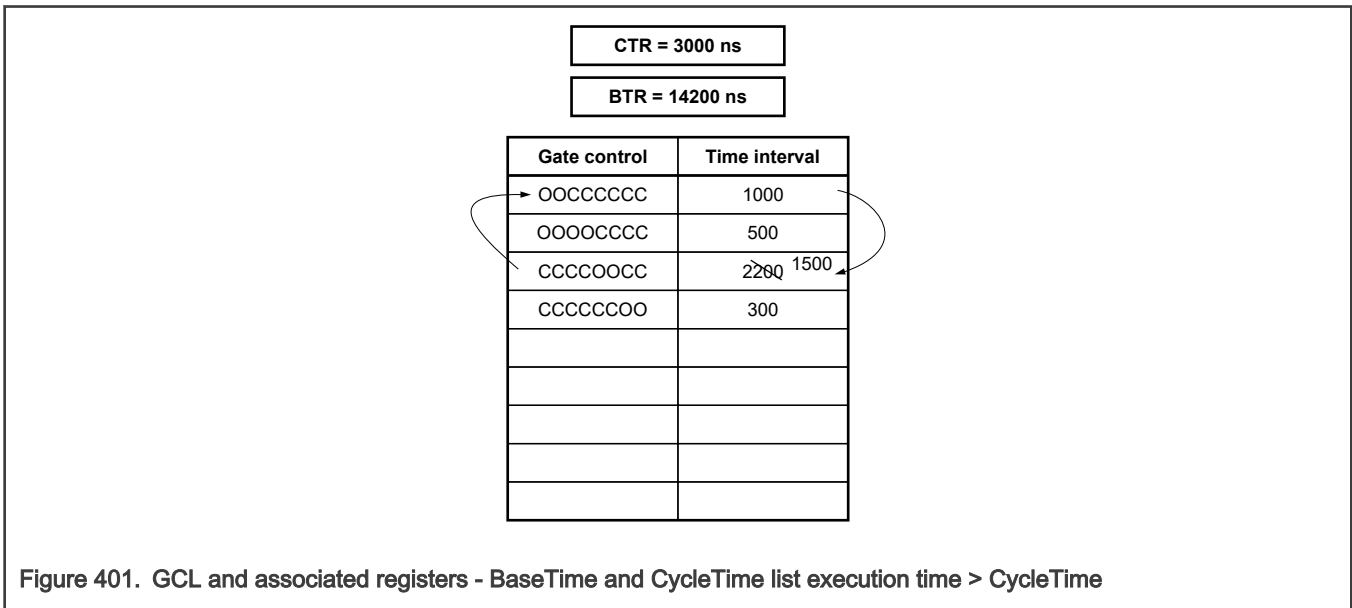 CTR = 3000 ns
BTR = 14200 ns
Gate control Time interval
OOCCCCCC 1000
OOOOCCCC 500
CCCCOOCC 2200 1500
CCCCCCOO 300
Figure 401. GCL and associated registers - BaseTime and CycleTime list execution time > CycleTime